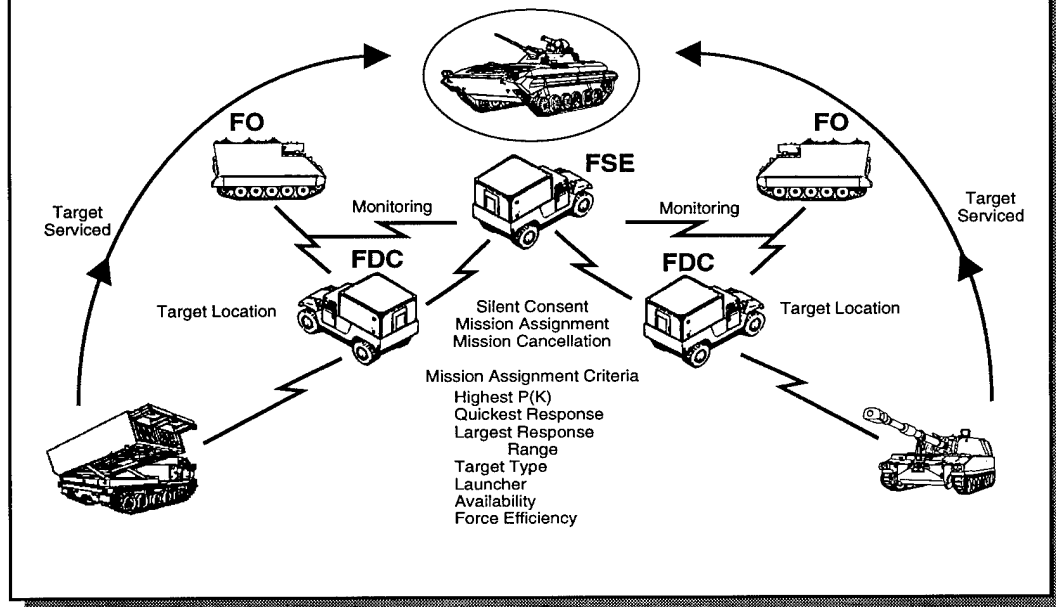 FO
FO
FSE
Target
Serviced
Monitoring
Monitoring
Target
Serviced
FDC
FDC
Target Location
Silent Consent
Mission Assignment
Mission Cancellation
Target Location
Mission Assignment Criteria
Highest P(K)
Quickest Response
Largest Response
Range
Target Type
Launcher
Availability
Force Efficiency